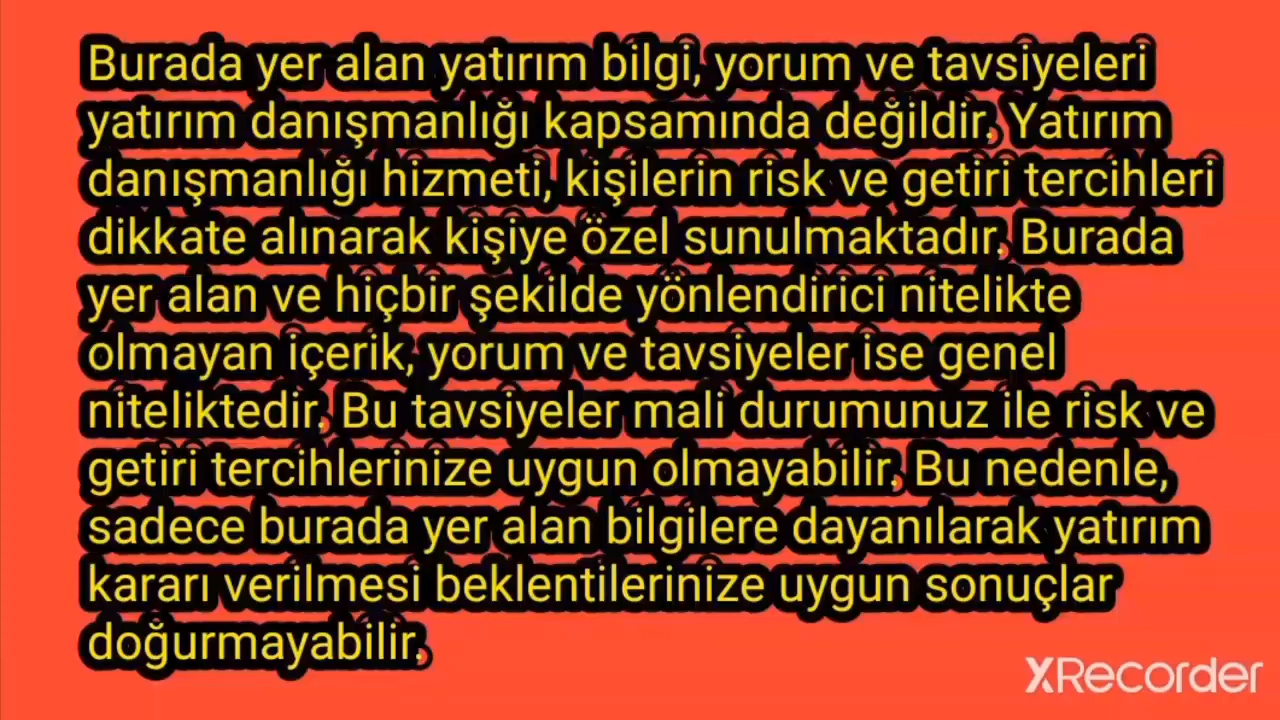 Burada yer alan yatırım bilgi, yorum ve tavsiyeleri
yatırım danışmanlığı kapsamında değildir. Yatırım
danışmanlığı hizmeti, kişilerin risk ve getiri tercihleri
dikkate alınarak kişiye özel sunulmaktadır. Burada
yer alan ve hiçbir şekilde yönlendirici nitelikte
olmayan içerik, yorum ve tavsiyeler ise genel
niteliktedir. Bu tavsiyeler mali durumunuz ile risk ve
getiri tercihlerinize uygun olmayabilir. Bu nedenle,
sadece burada yer alan bilgilere dayanılarak yatırım
kararı verilmesi beklentilerinize uygun sonuçlar
doğurmayabilir.
XRecorder